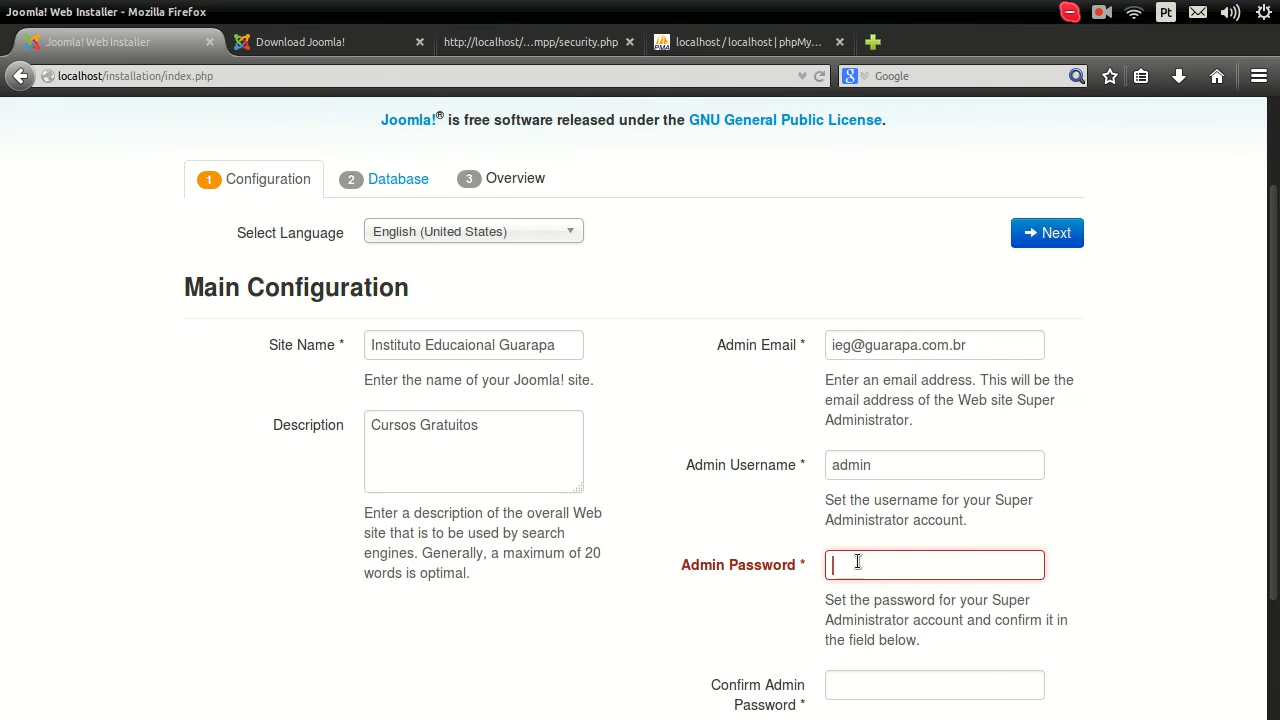 Joomla! Web Installer - Mozilla Firefox
Pt
Joomla! Web Installer
Download Joomla!
http://localhost/...mpp/security.php
localhost / localhost | phpMy...
localhost/installation/index.php
Google
Joomla!® is free software released under the GNU General Public License.
1 Configuration
2 Database
3 Overview
Select Language
English (United States)
Next
Main Configuration
Site Name *
Instituto Educaional Guarapa
Enter the name of your Joomla! site.
Description
Cursos Gratuitos
Enter a description of the overall Web
site that is to be used by search
engines. Generally, a maximum of 20
words is optimal.
Admin Email *
ieg@guarapa.com.br
Enter an email address. This will be the
email address of the Web site Super
Administrator.
Admin Username *
admin
Set the username for your Super
Administrator account.
Admin Password *
Set the password for your Super
Administrator account and confirm it in
the field below.
Confirm Admin
Password *